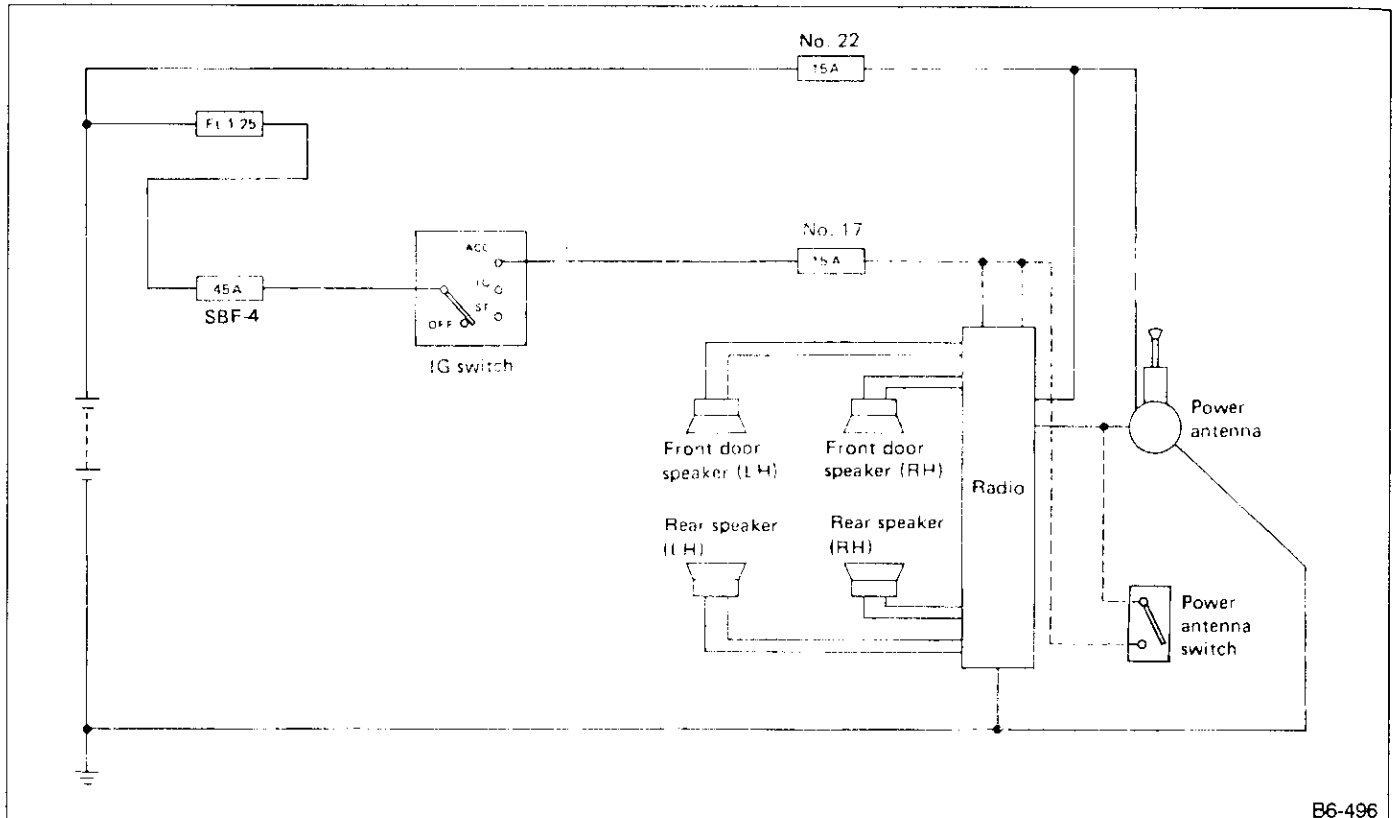 No. 22
15A
FL 1.25
No. 17
15A
ACC
IG
ST
OFF
45A
SBF-4
IG switch
Front door
speaker (LH)
Front door
speaker (RH)
Radio
Power
antenna
Rear speaker
(LH)
Rear speaker
(RH)
Power
antenna
switch
B6-496